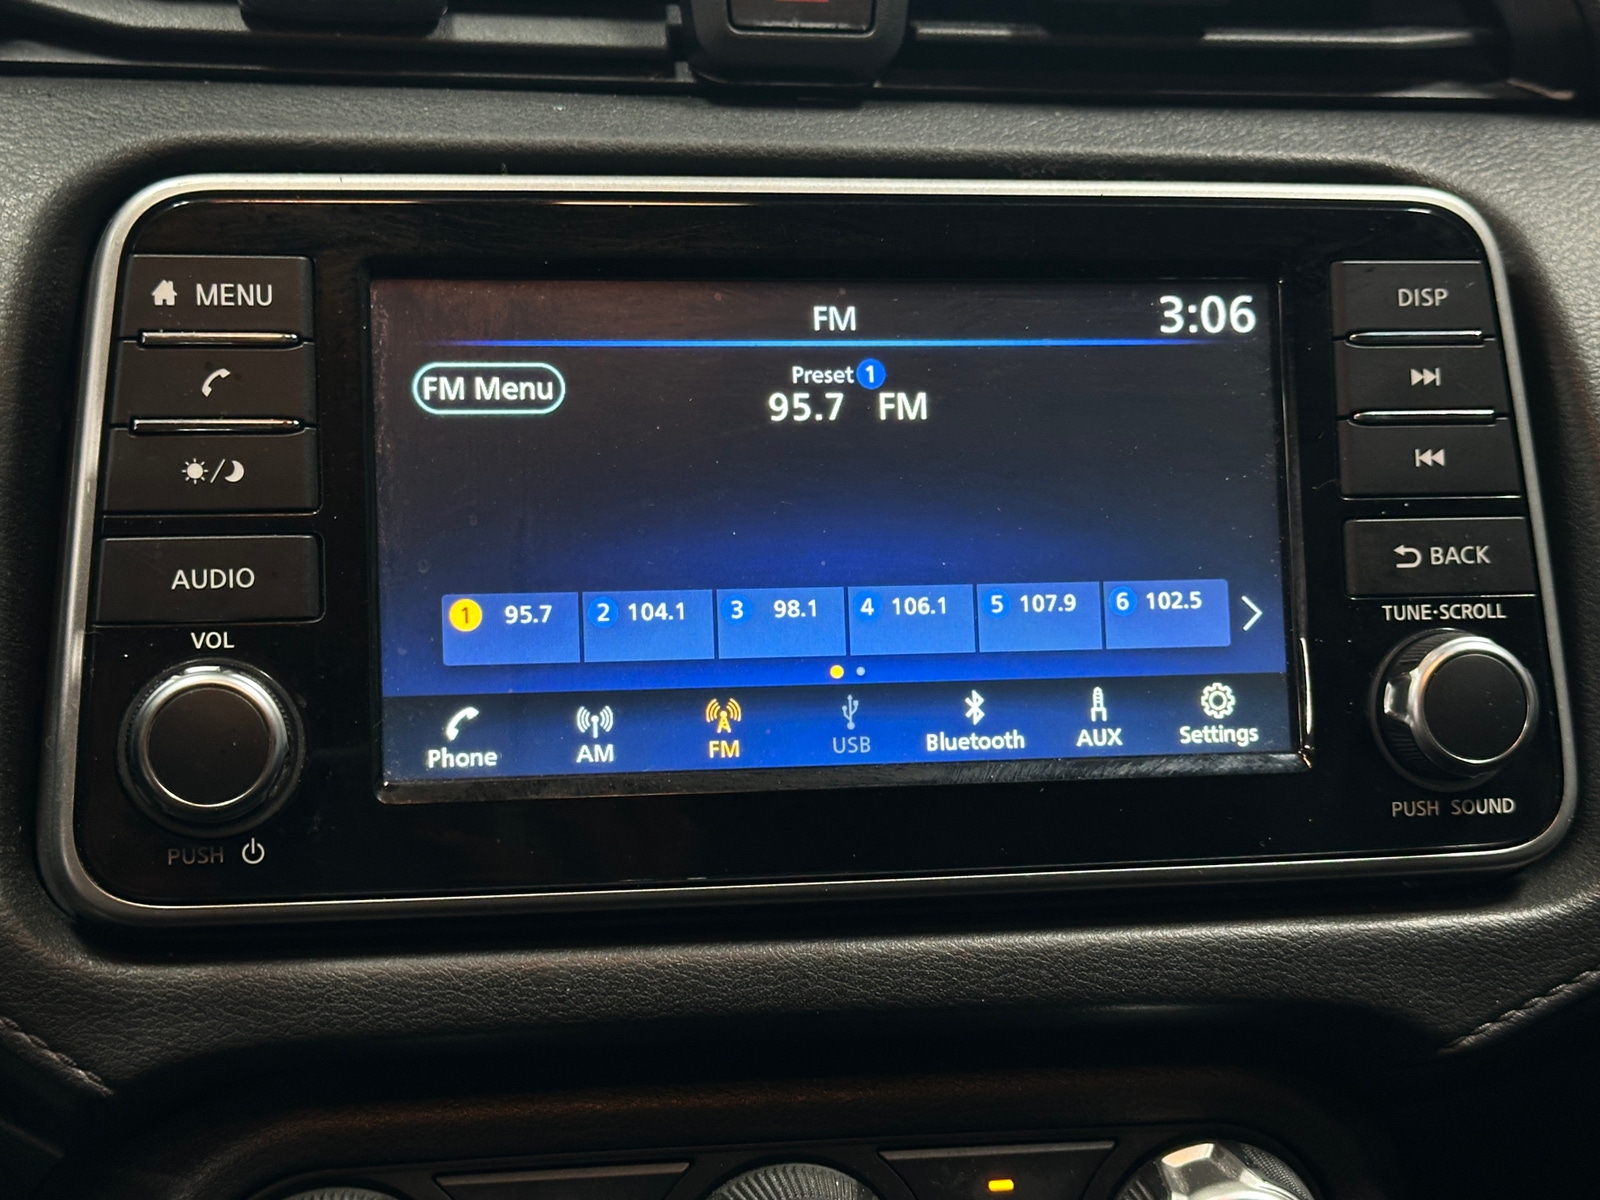 MENU
AUDIO
VOL
PUSH
FM
3:06
FM Menu
Preset 1
95.7 FM
1 95.7
2 104.1
3 98.1
4 106.1
5 107.9
6 102.5
Phone
AM
FM
USB
Bluetooth
AUX
Settings
DISP
BACK
TUNE·SCROLL
PUSH SOUND